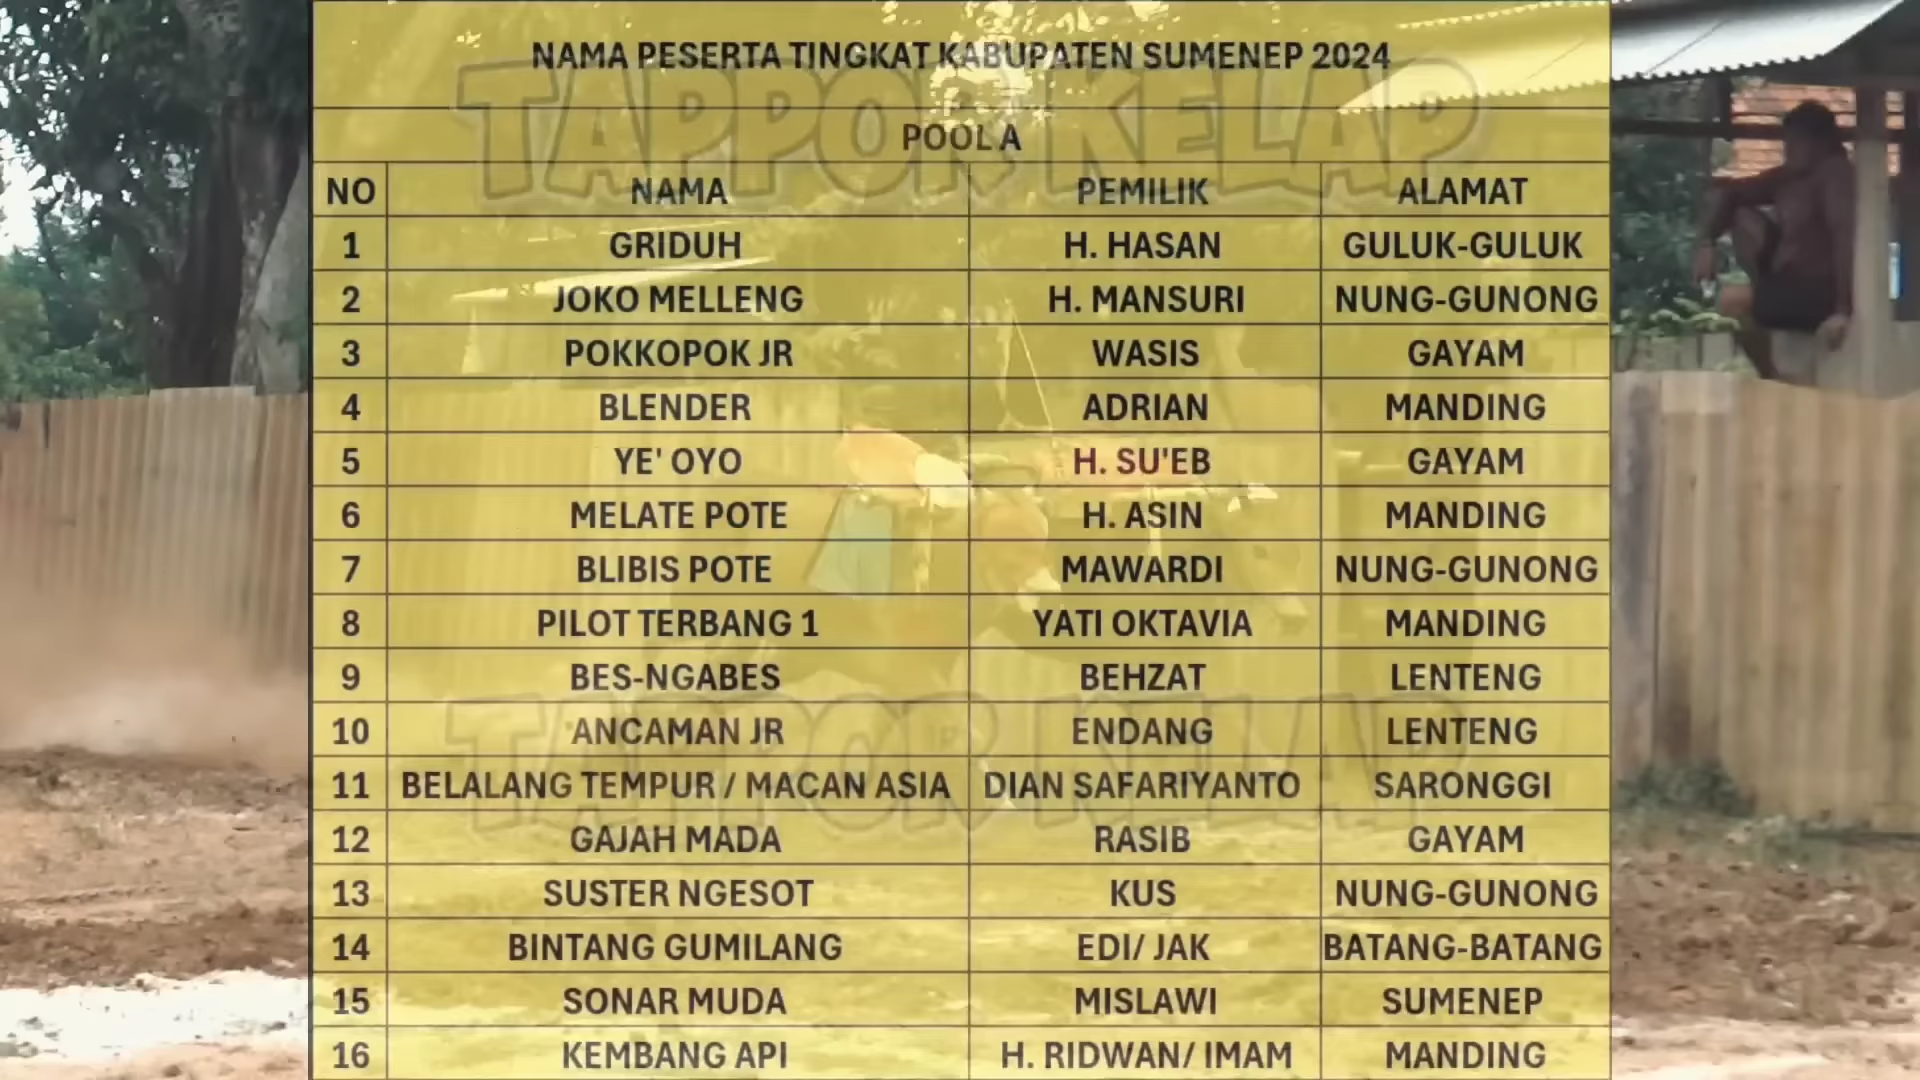 NAMA PESERTA TINGKAT KABUPATEN SUMENEP 2024
TAPPOR KELAP
POOL A
NO NAMA PEMILIK ALAMAT
1 GRIDUH H. HASAN GULUK-GULUK
2 JOKO MELLENG H. MANSURI NUNG-GUNONG
3 POKKOPOK JR WASIS GAYAM
4 BLENDER ADRIAN MANDING
5 YE' OYO H. SU'EB GAYAM
6 MELATE POTE H. ASIN MANDING
7 BLIBIS POTE MAWARDI NUNG-GUNONG
8 PILOT TERBANG 1 YATI OKTAVIA MANDING
9 BES-NGABES BEHZAT LENTENG
10 ANCAMAN JR ENDANG LENTENG
TAPPOR KELAP
11 BELALANG TEMPUR / MACAN ASIA DIAN SAFARIYANTO SARONGGI
12 GAJAH MADA RASIB GAYAM
13 SUSTER NGESOT KUS NUNG-GUNONG
14 BINTANG GUMILANG EDI/ JAK BATANG-BATANG
15 SONAR MUDA MISLAWI SUMENEP
16 KEMBANG API H. RIDWAN/ IMAM MANDING